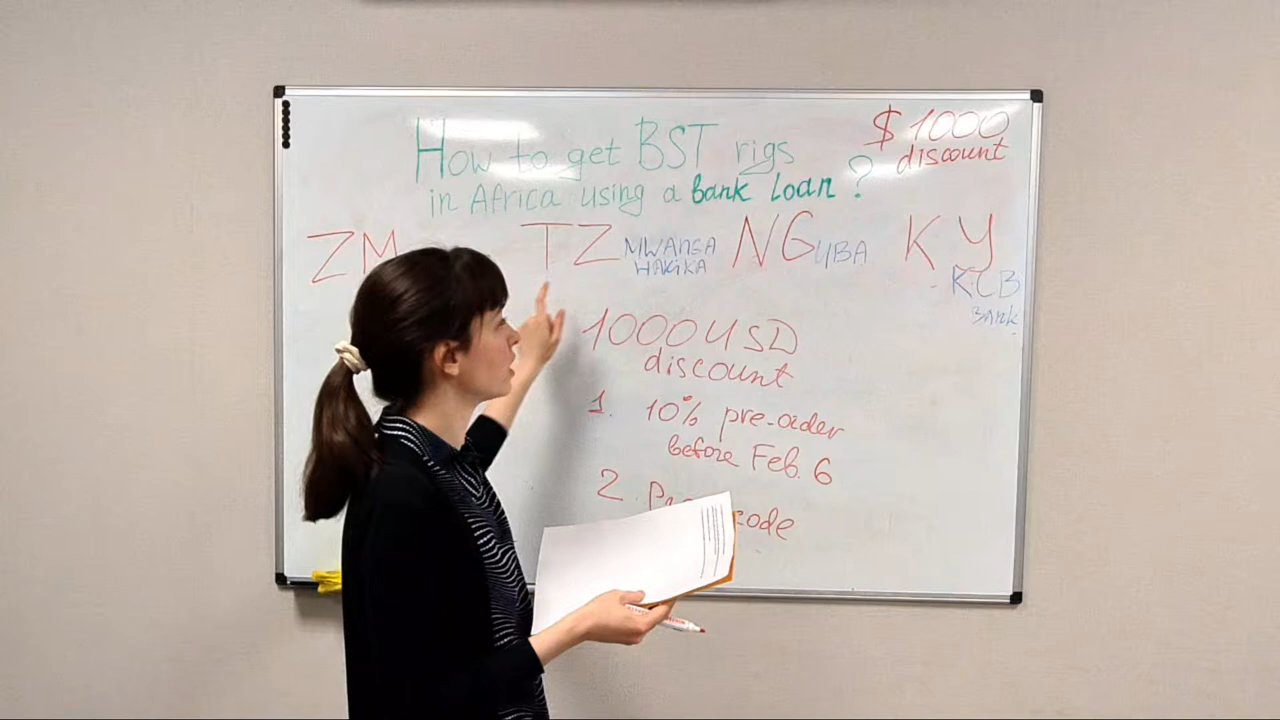 How to get BST rigs
in Africa using a bank loan?
$1000
discount
ZM
TZ
MWANGA
HAKIKA
NG
UBA
KY
KCB
BANK
1000 USD
discount
1. 10% pre-order
before Feb. 6
2. code